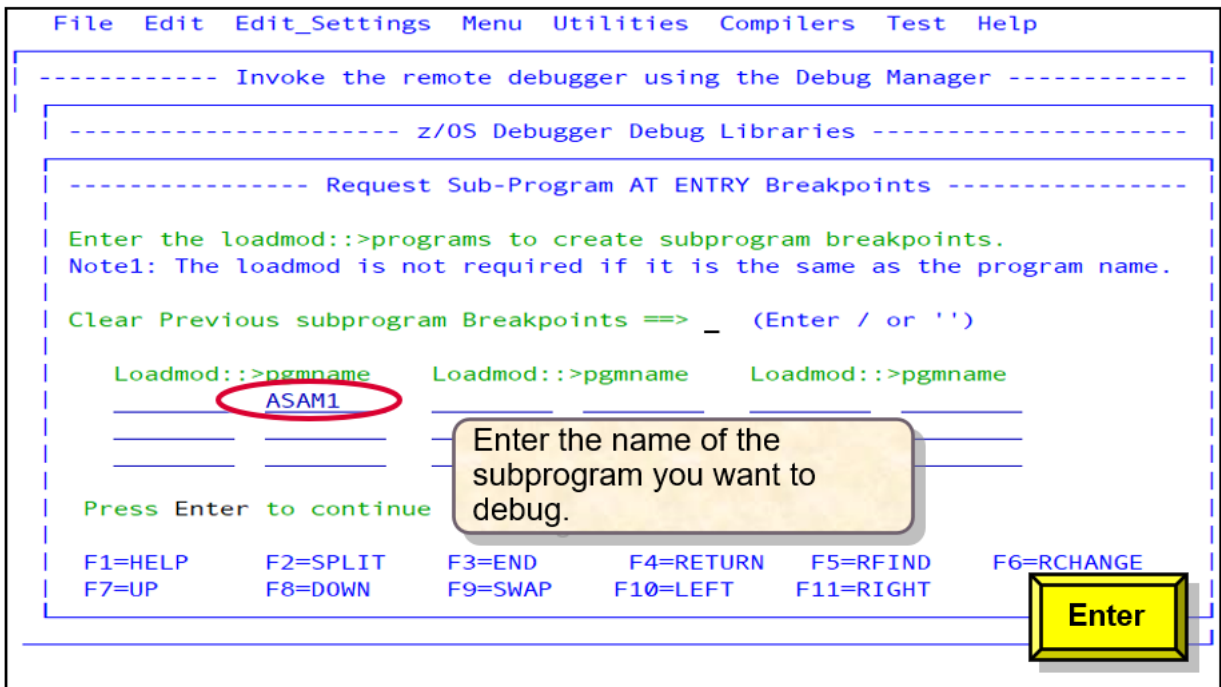 File Edit Edit_Settings Menu Utilities Compilers Test Help
------------ Invoke the remote debugger using the Debug Manager ------------
---------------------- z/OS Debugger Debug Libraries ---------------------
---------------- Request Sub-Program AT ENTRY Breakpoints ----------------
Enter the loadmod::>programs to create subprogram breakpoints.
Note1: The loadmod is not required if it is the same as the program name.
Clear Previous subprogram Breakpoints ==> _ (Enter / or '')
Loadmod::>pgmname Loadmod::>pgmname Loadmod::>pgmname
ASAM1
Enter the name of the
subprogram you want to
debug.
Press Enter to continue
F1=HELP F2=SPLIT F3=END F4=RETURN F5=RFIND F6=RCHANGE
F7=UP F8=DOWN F9=SWAP F10=LEFT F11=RIGHT
Enter